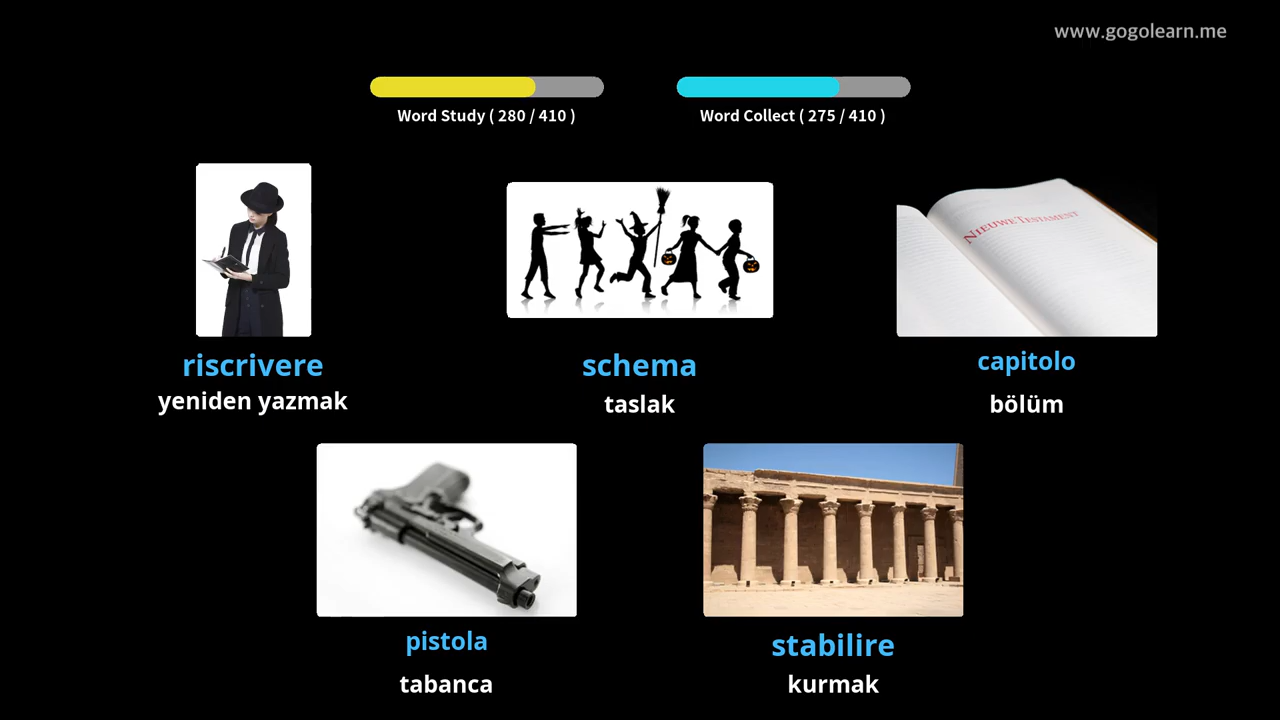 www.gogolearn.me
Word Study ( 280 / 410 )
Word Collect ( 275 / 410 )
NIEUWE TESTAMENT
riscrivere
schema
capitolo
yeniden yazmak
taslak
bölüm
pistola
stabilire
tabanca
kurmak